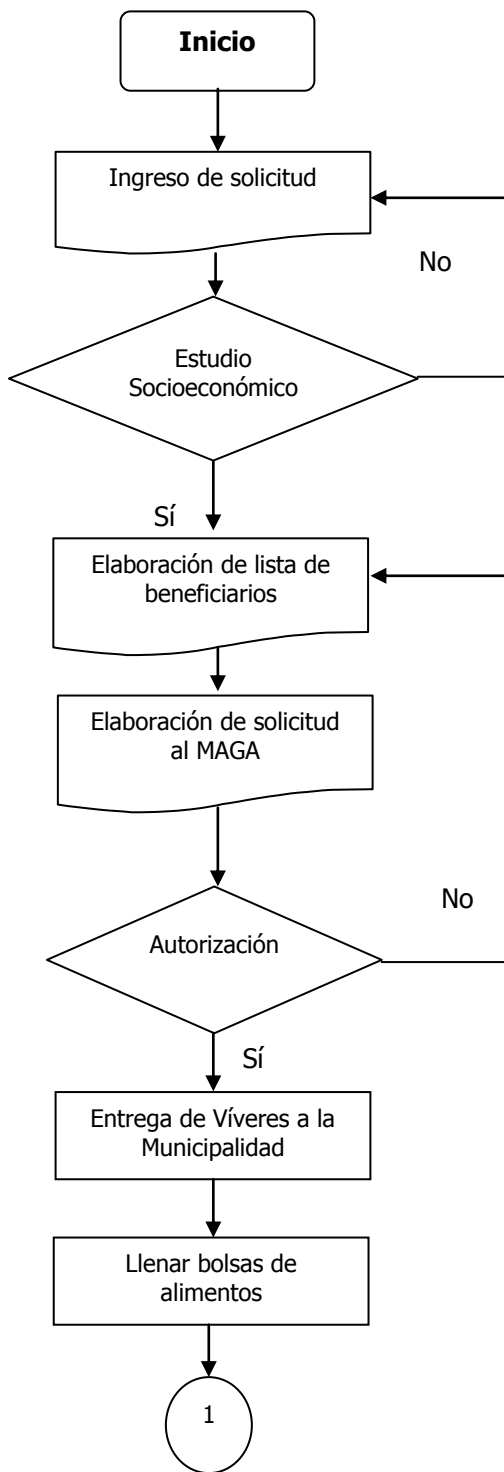 Inicio
Ingreso de solicitud
No
Estudio
Socioeconómico
Sí
Elaboración de lista de
beneficiarios
Elaboración de solicitud
al MAGA
No
Autorización
Sí
Entrega de Víveres a la
Municipalidad
Llenar bolsas de
alimentos
1